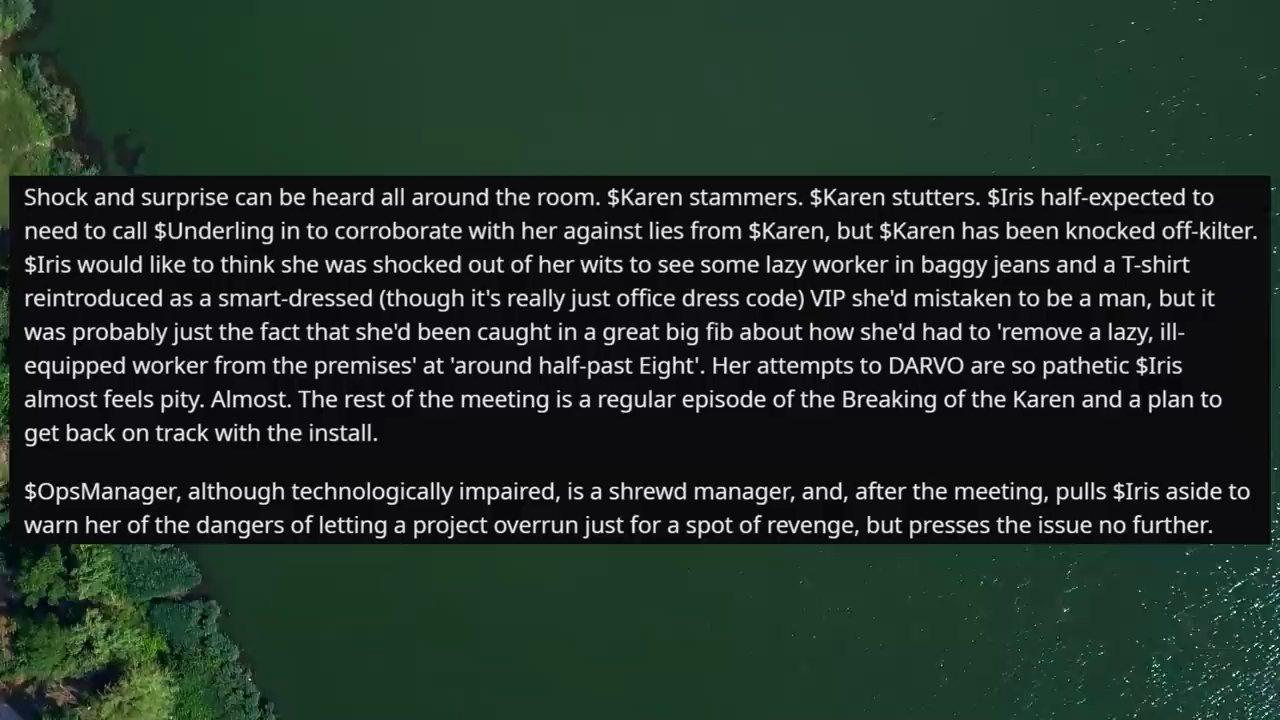 Shock and surprise can be heard all around the room. $Karen stammers. $Karen stutters. $Iris half-expected to
need to call $Underling in to corroborate with her against lies from $Karen, but $Karen has been knocked off-kilter.
$Iris would like to think she was shocked out of her wits to see some lazy worker in baggy jeans and a T-shirt
reintroduced as a smart-dressed (though it's really just office dress code) VIP she'd mistaken to be a man, but it
was probably just the fact that she'd been caught in a great big fib about how she'd had to 'remove a lazy, ill-
equipped worker from the premises' at 'around half-past Eight'. Her attempts to DARVO are so pathetic $Iris
almost feels pity. Almost. The rest of the meeting is a regular episode of the Breaking of the Karen and a plan to
get back on track with the install.
$OpsManager, although technologically impaired, is a shrewd manager, and, after the meeting, pulls $Iris aside to
warn her of the dangers of letting a project overrun just for a spot of revenge, but presses the issue no further.